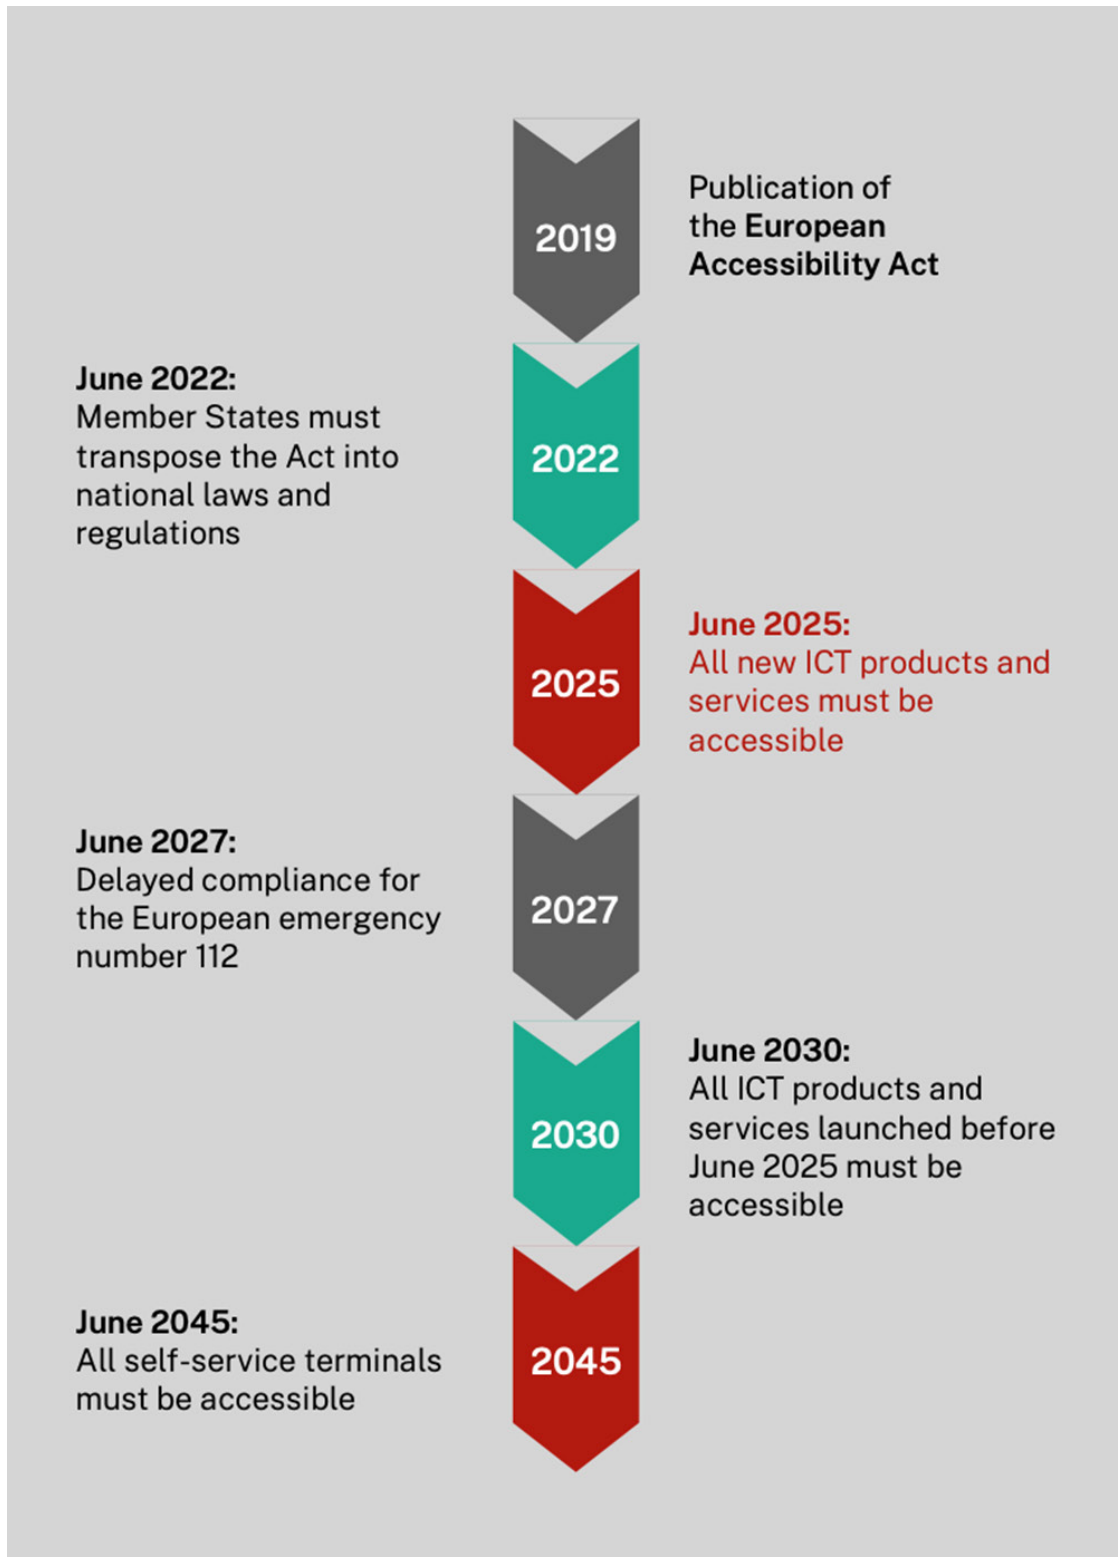 2019
Publication of
the European
Accessibility Act
June 2022:
Member States must
transpose the Act into
national laws and
regulations
2022
2025
June 2025:
All new ICT products and
services must be
accessible
June 2027:
Delayed compliance for
the European emergency
number 112
2027
2030
June 2030:
All ICT products and
services launched before
June 2025 must be
accessible
June 2045:
All self-service terminals
must be accessible
2045